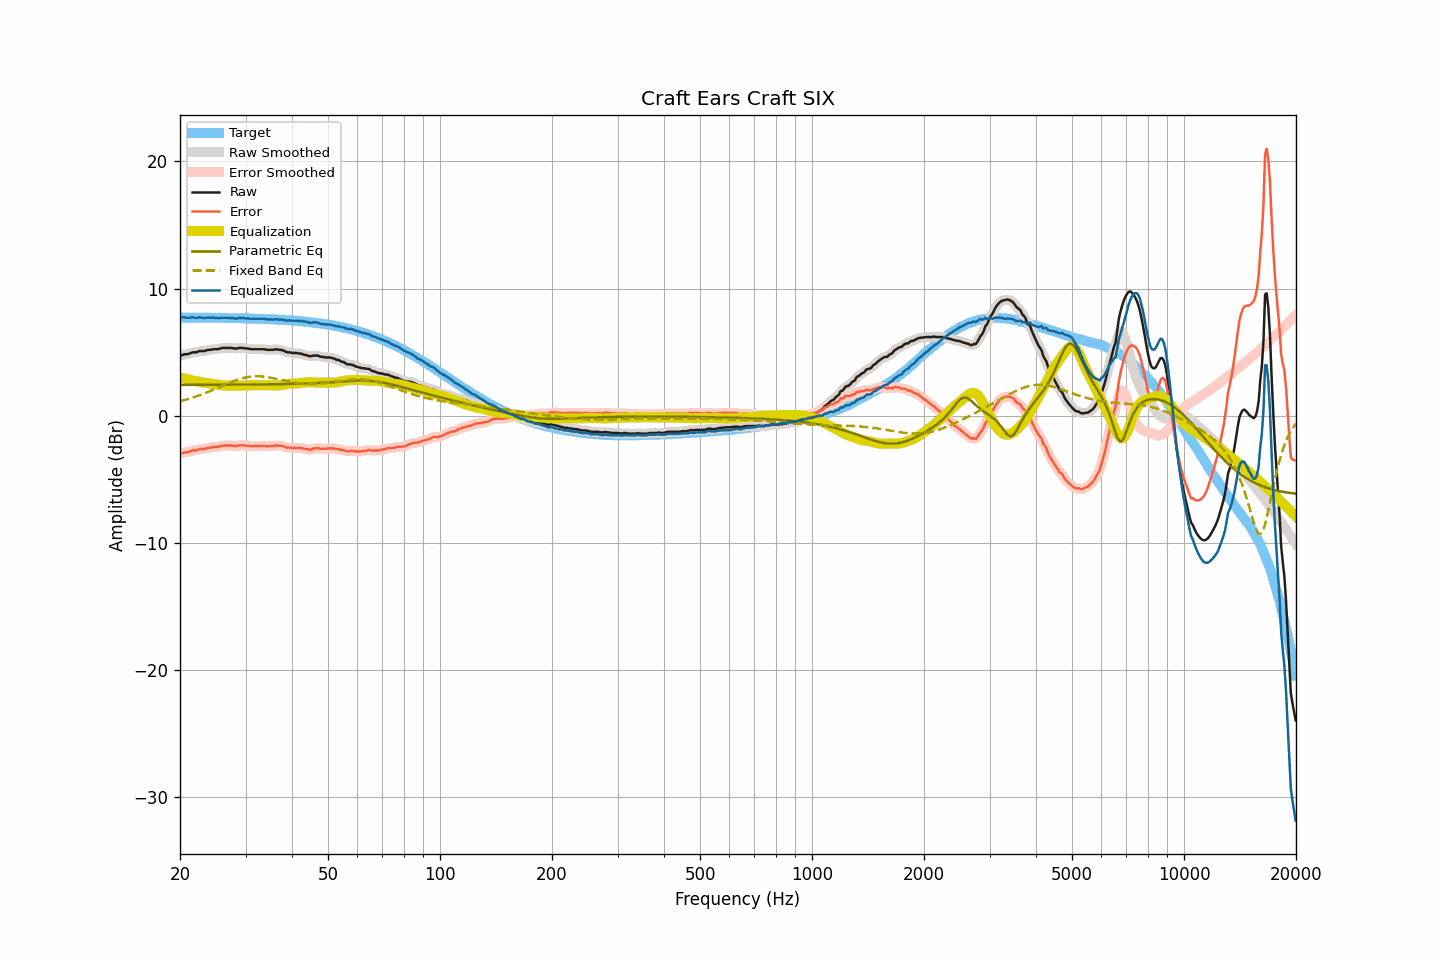 Craft Ears Craft SIX
Target
Raw Smoothed
Error Smoothed
Raw
Error
Equalization
Parametric Eq
Fixed Band Eq
Equalized
20
10
0
−10
−20
−30
Amplitude (dBr)
20 50 100 200 500 1000 2000 5000 10000 20000
Frequency (Hz)